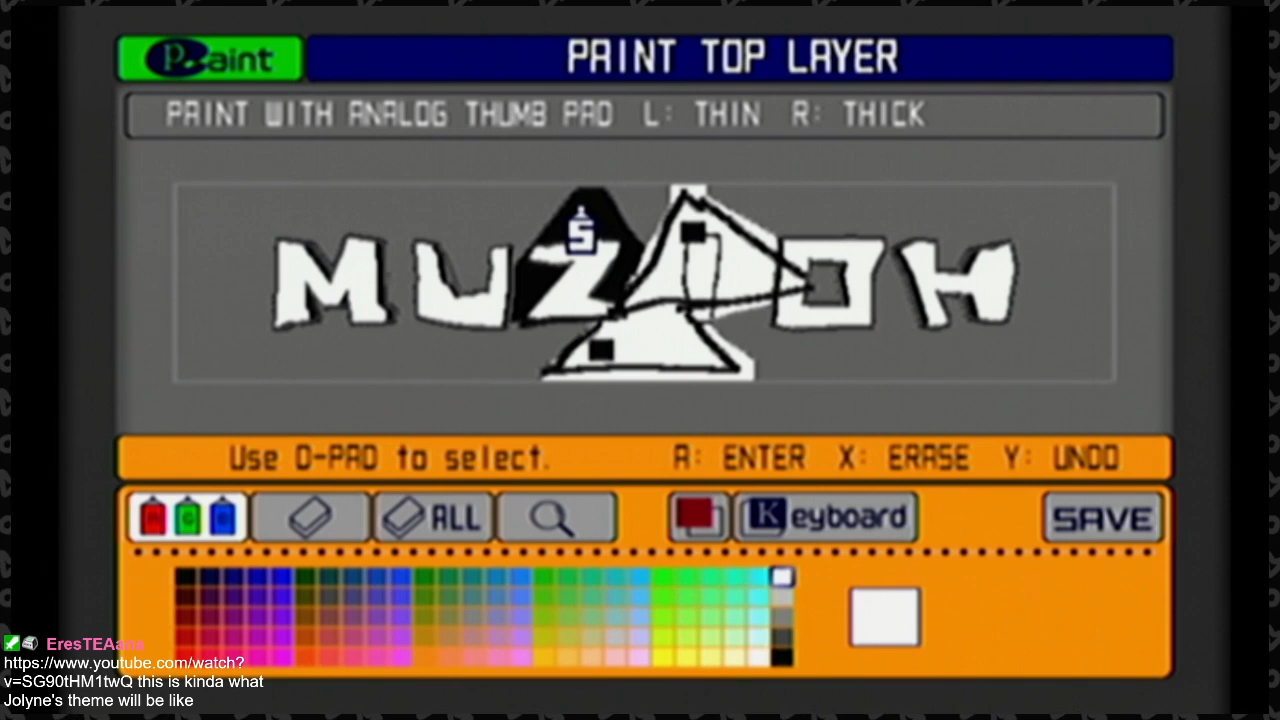 Paint
PAINT TOP LAYER
PAINT WITH ANALOG THUMB PAD L: THIN R: THICK
S
MUZ OH
Use D-PAD to select. A: ENTER X: ERASE Y: UNDO
ALL
Keyboard
SAVE
EresTEAana
https://www.youtube.com/watch?
v=SG90tHM1twQ this is kinda what
Jolyne's theme will be like